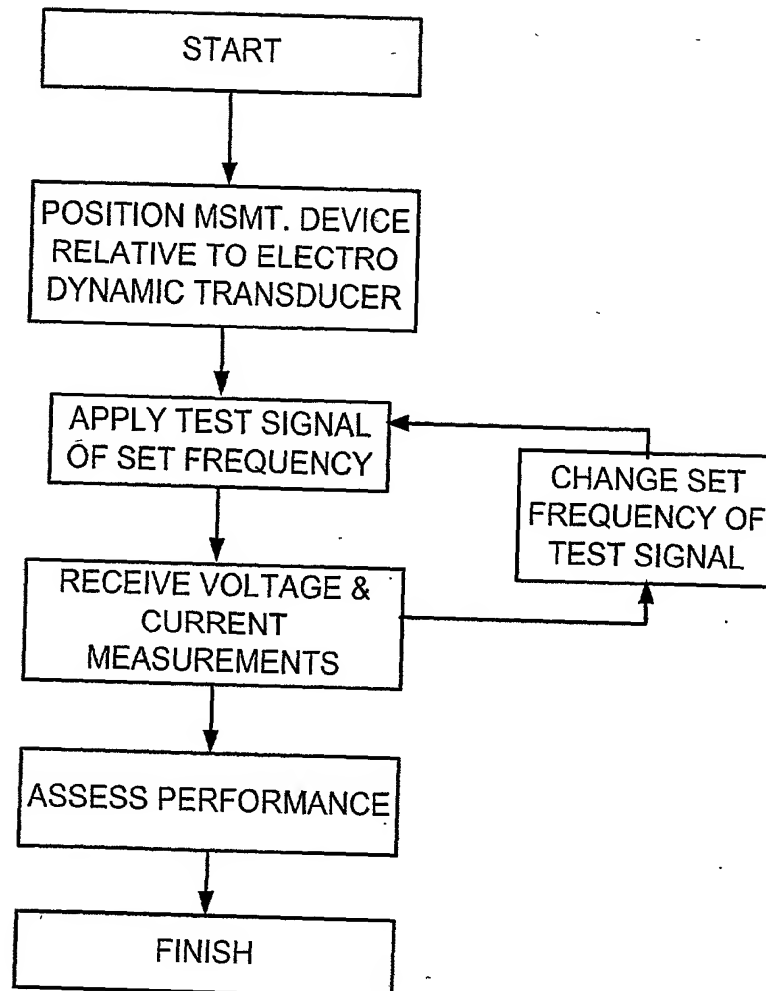 START
POSITION MSMT. DEVICE
RELATIVE TO ELECTRO
DYNAMIC TRANSDUCER
APPLY TEST SIGNAL
OF SET FREQUENCY
CHANGE SET
FREQUENCY OF
TEST SIGNAL
RECEIVE VOLTAGE &
CURRENT
MEASUREMENTS
ASSESS PERFORMANCE
FINISH